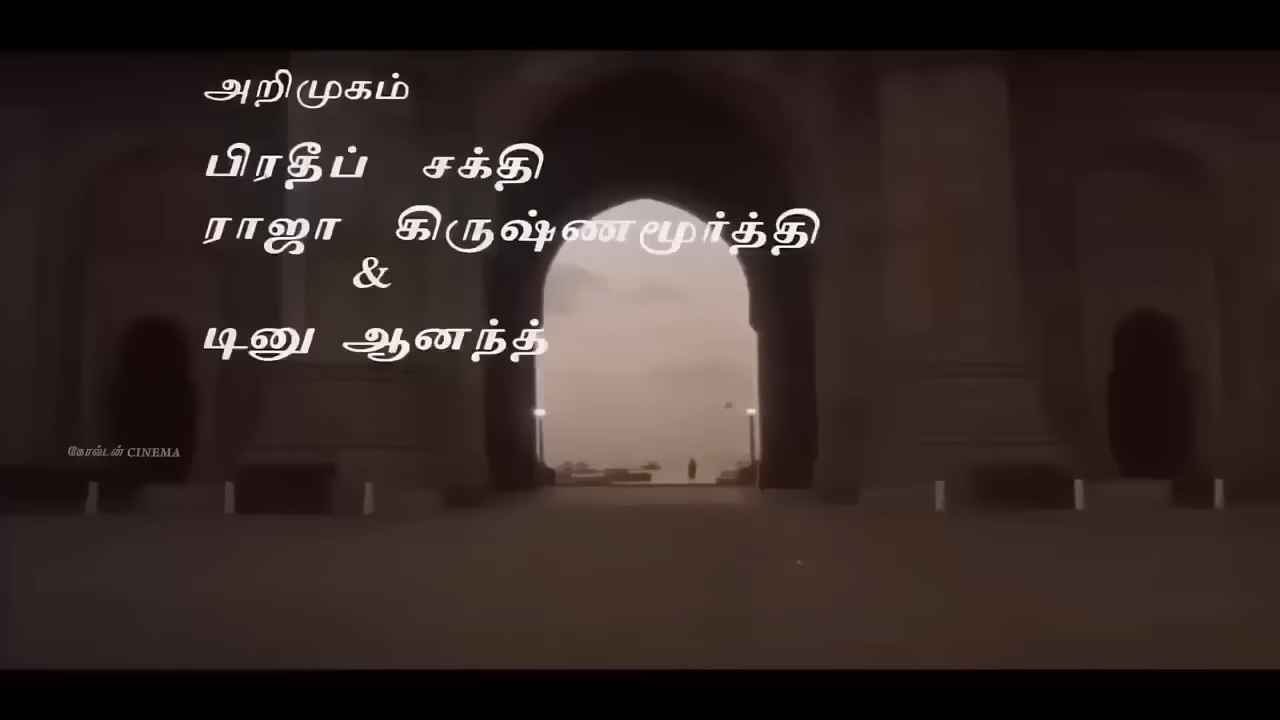 அறிமுகம்
பிரதீப் சக்தி
ராஜா கிருஷ்ணமூர்த்தி
&
டினு ஆனந்த்
கோல்டன் CINEMA